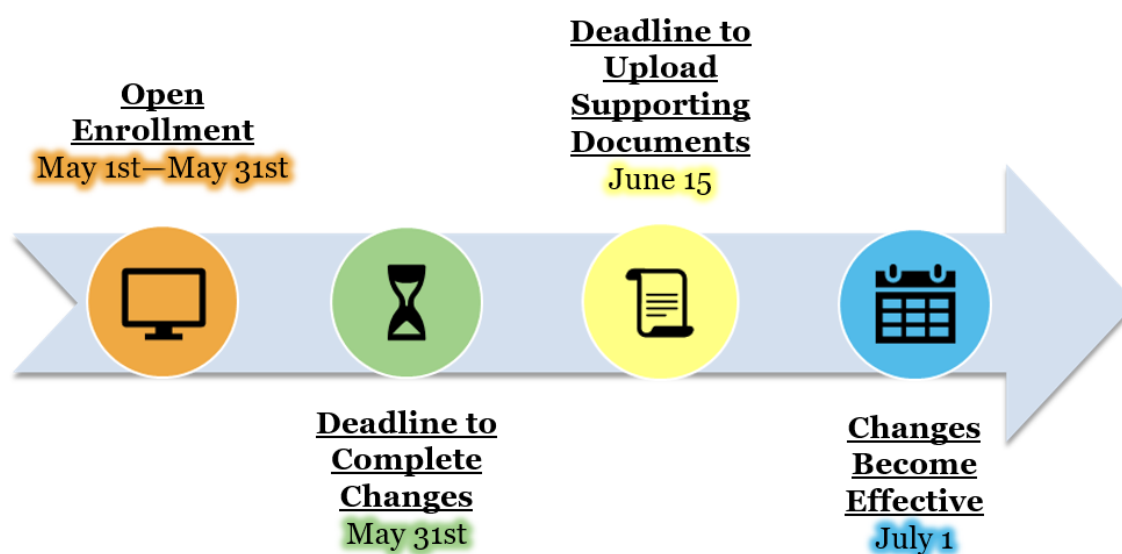 Open
Enrollment
May 1st—May 31st
Deadline to
Complete
Changes
May 31st
Deadline to
Upload
Supporting
Documents
June 15
Changes
Become
Effective
July 1